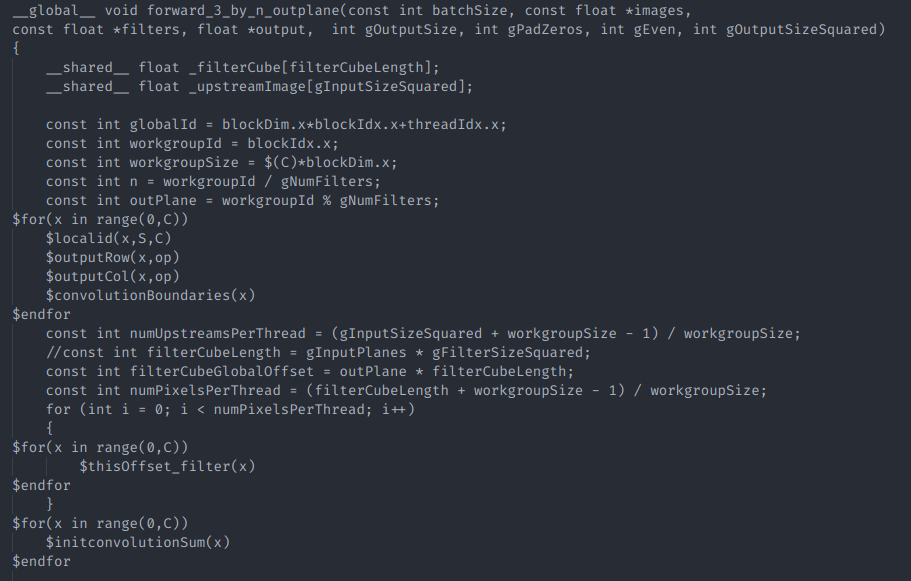 __global__ void forward_3_by_n_outplane(const int batchSize, const float *images,
const float *filters, float *output,  int gOutputSize, int gPadZeros, int gEven, int gOutputSizeSquared)
{
    __shared__ float _filterCube[filterCubeLength];
    __shared__ float _upstreamImage[gInputSizeSquared];

    const int globalId = blockDim.x*blockIdx.x+threadIdx.x;
    const int workgroupId = blockIdx.x;
    const int workgroupSize = $(C)*blockDim.x;
    const int n = workgroupId / gNumFilters;
    const int outPlane = workgroupId % gNumFilters;
$for(x in range(0,C))
    $localid(x,S,C)
    $outputRow(x,op)
    $outputCol(x,op)
    $convolutionBoundaries(x)
$endfor
    const int numUpstreamsPerThread = (gInputSizeSquared + workgroupSize - 1) / workgroupSize;
    //const int filterCubeLength = gInputPlanes * gFilterSizeSquared;
    const int filterCubeGlobalOffset = outPlane * filterCubeLength;
    const int numPixelsPerThread = (filterCubeLength + workgroupSize - 1) / workgroupSize;
    for (int i = 0; i < numPixelsPerThread; i++)
    {
$for(x in range(0,C))
        $thisOffset_filter(x)
$endfor
    }
$for(x in range(0,C))
    $initconvolutionSum(x)
$endfor